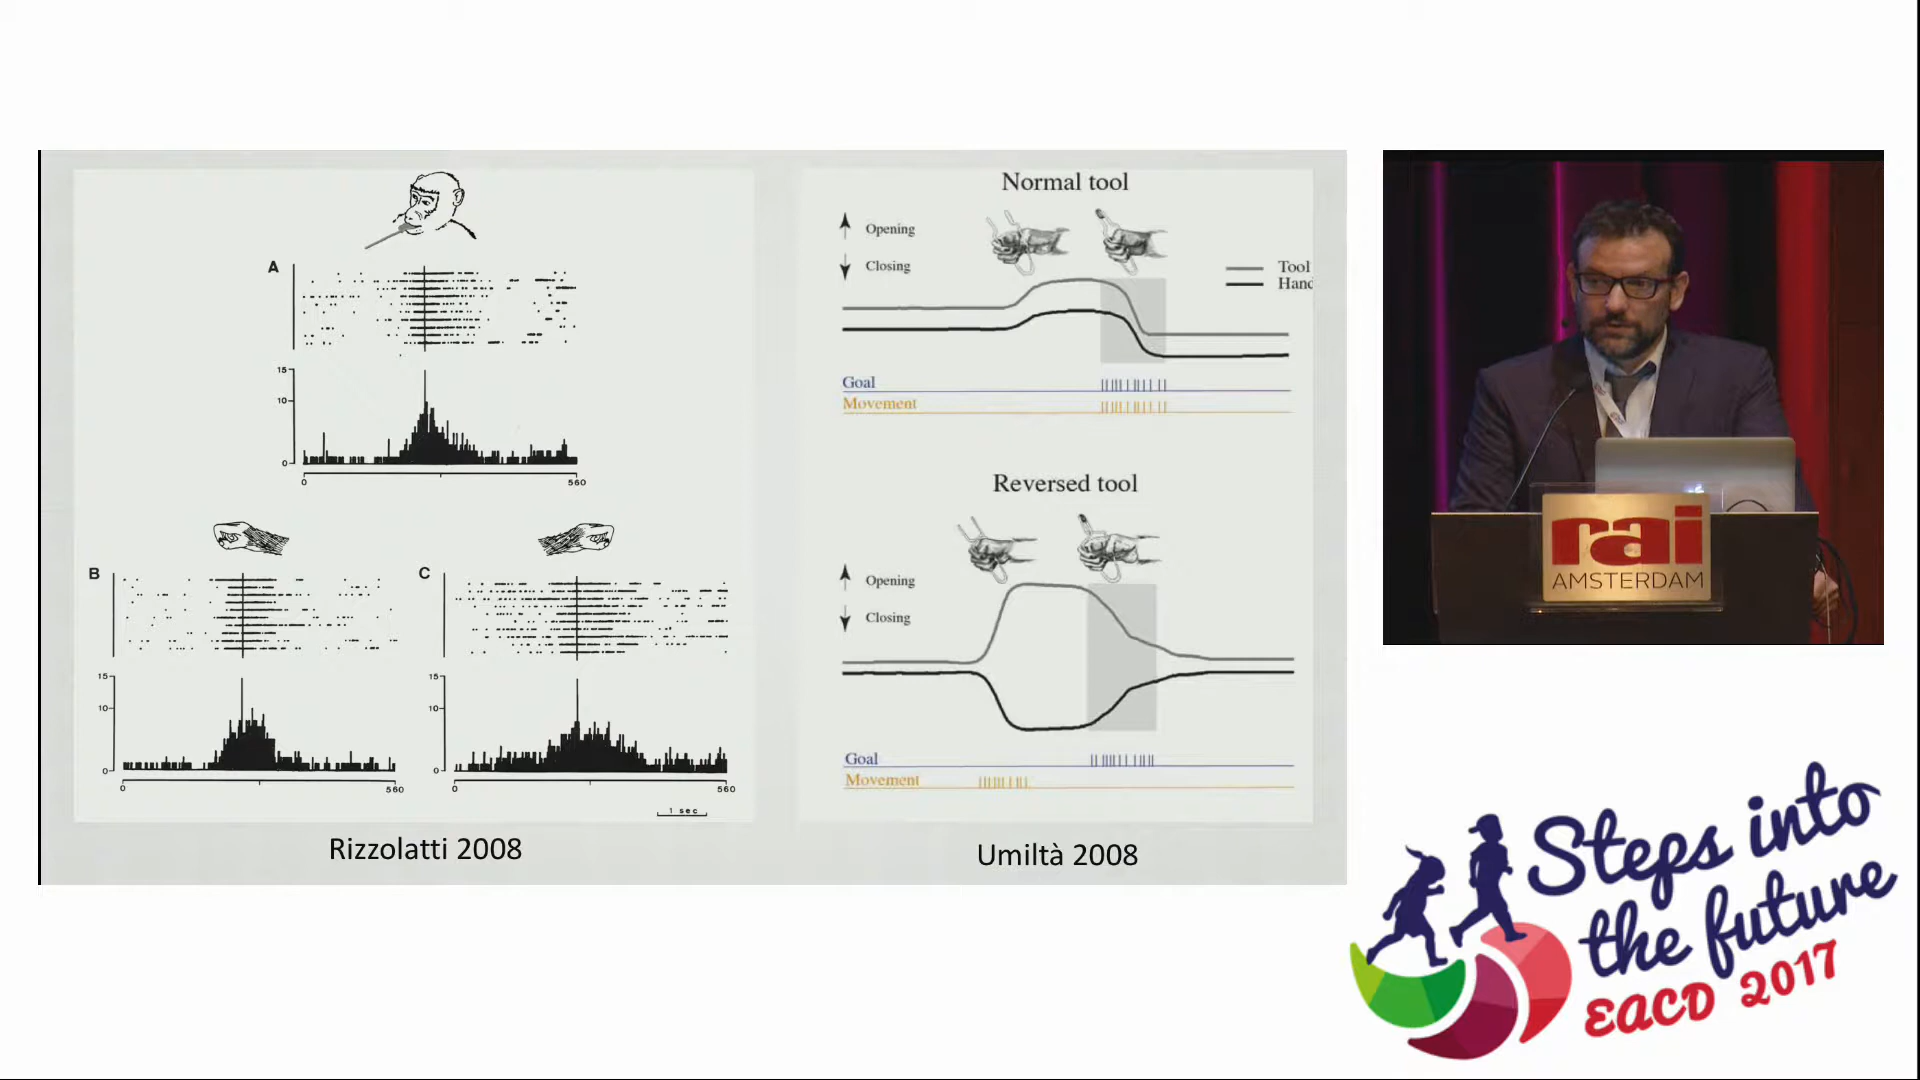 A
15
10
0
0
560
B
15
10
0
0
560
C
15
10
0
0
560
1 sec
Rizzolatti 2008
Normal tool
Opening
Closing
Tool
Hand
Goal
Movement
Reversed tool
Opening
Closing
Goal
Movement
Umiltà 2008
rai
AMSTERDAM
Steps into
the future
EACD 2017